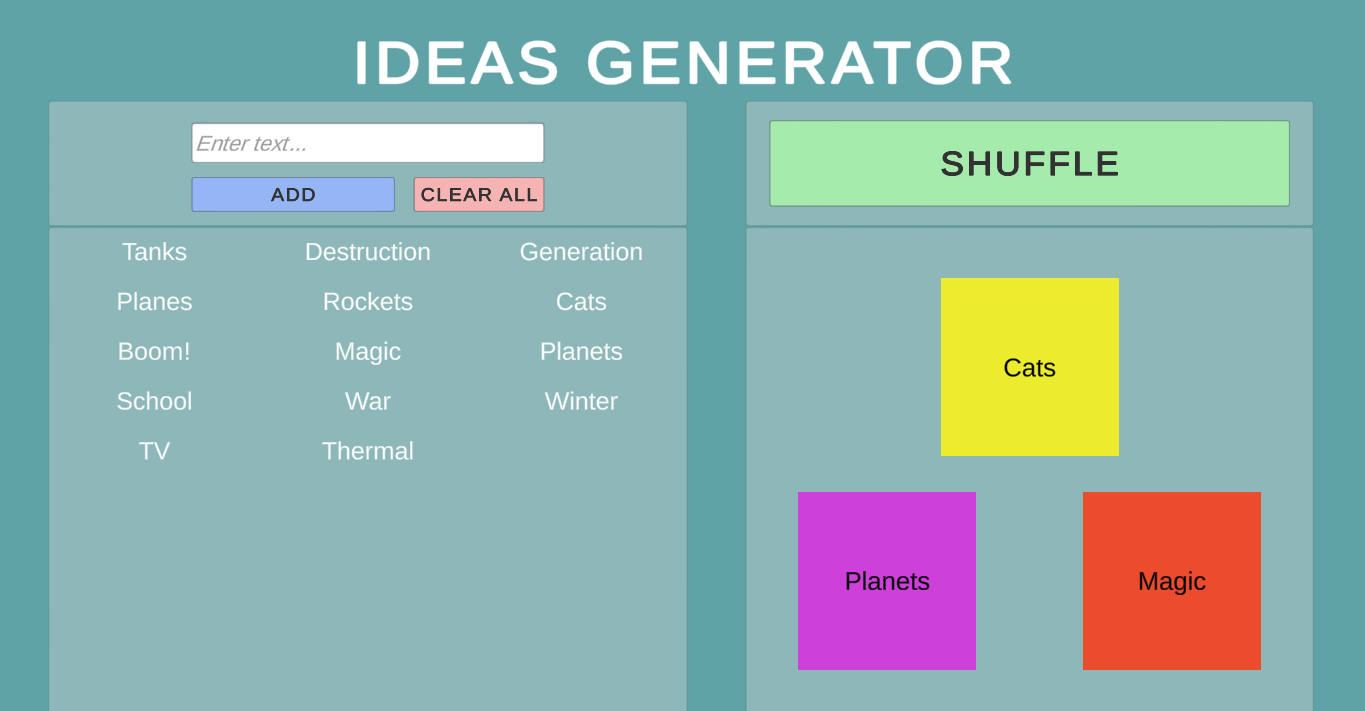 IDEAS GENERATOR
Enter text...
ADD CLEAR ALL
Tanks Destruction Generation
Planes Rockets Cats
Boom! Magic Planets
School War Winter
TV Thermal
SHUFFLE
Cats
Planets Magic